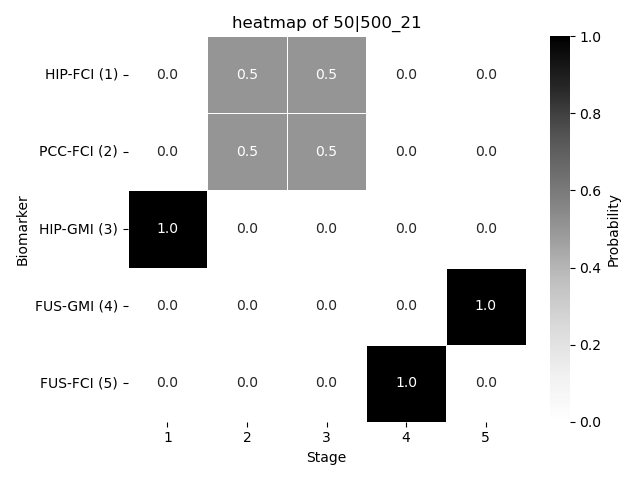 heatmap of 50|500_21
HIP-FCI (1) 0.0 0.5 0.5 0.0 0.0
PCC-FCI (2) 0.0 0.5 0.5 0.0 0.0
HIP-GMI (3) 1.0 0.0 0.0 0.0 0.0
FUS-GMI (4) 0.0 0.0 0.0 0.0 1.0
FUS-FCI (5) 0.0 0.0 0.0 1.0 0.0
1 2 3 4 5
Stage
Biomarker
1.0
0.8
0.6
0.4
0.2
0.0
Probability